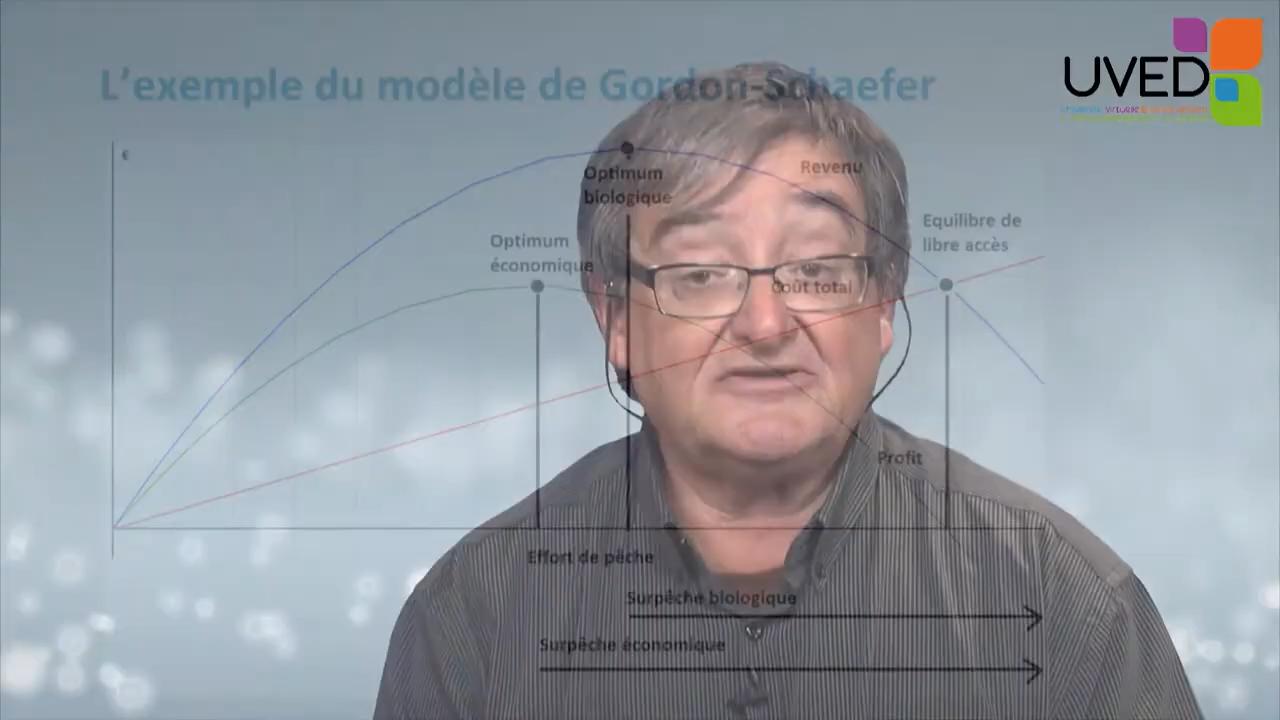 L'exemple du modèle de Gordon-Schaefer
UVED
€
Optimum
biologique
Revenu
Equilibre de
libre accès
Optimum
économique
Coût total
Profit
Effort de pêche
Surpêche biologique
Surpêche économique